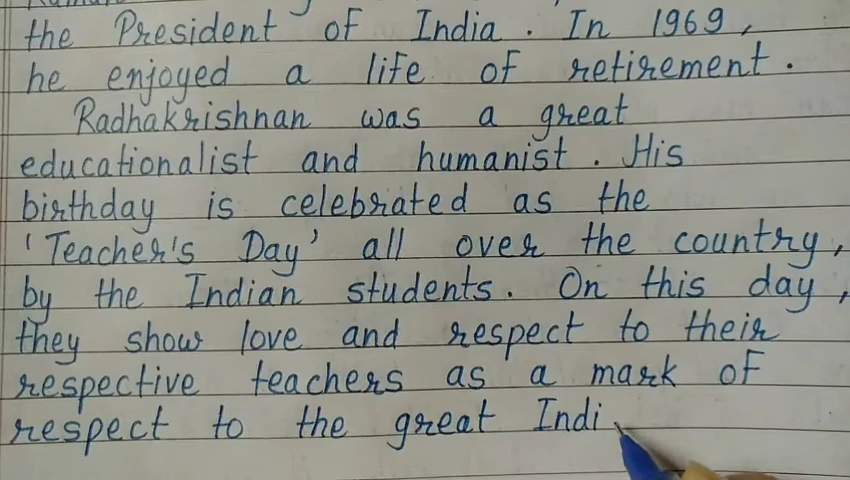 the President of India. In 1969,
he enjoyed a life of retirement.
Radhakrishnan was a great
educationalist and humanist. His
birthday is celebrated as the
'Teacher's Day' all over the country,
by the Indian students. On this day,
they show love and respect to their
respective teachers as a mark of
respect to the great Indi